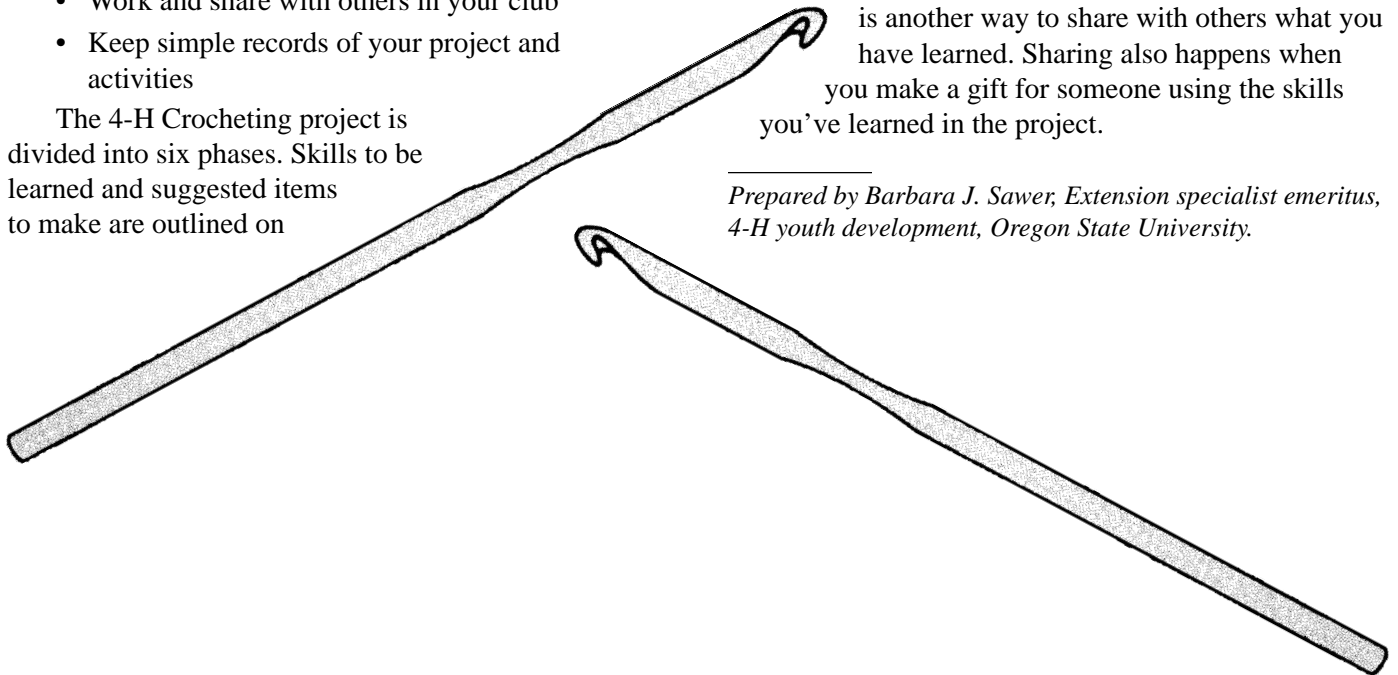 • Work and share with others in your club
• Keep simple records of your project and
activities
The 4-H Crocheting project is
divided into six phases. Skills to be
learned and suggested items
to make are outlined on
is another way to share with others what you
have learned. Sharing also happens when
you make a gift for someone using the skills
you’ve learned in the project.
Prepared by Barbara J. Sawer, Extension specialist emeritus,
4-H youth development, Oregon State University.